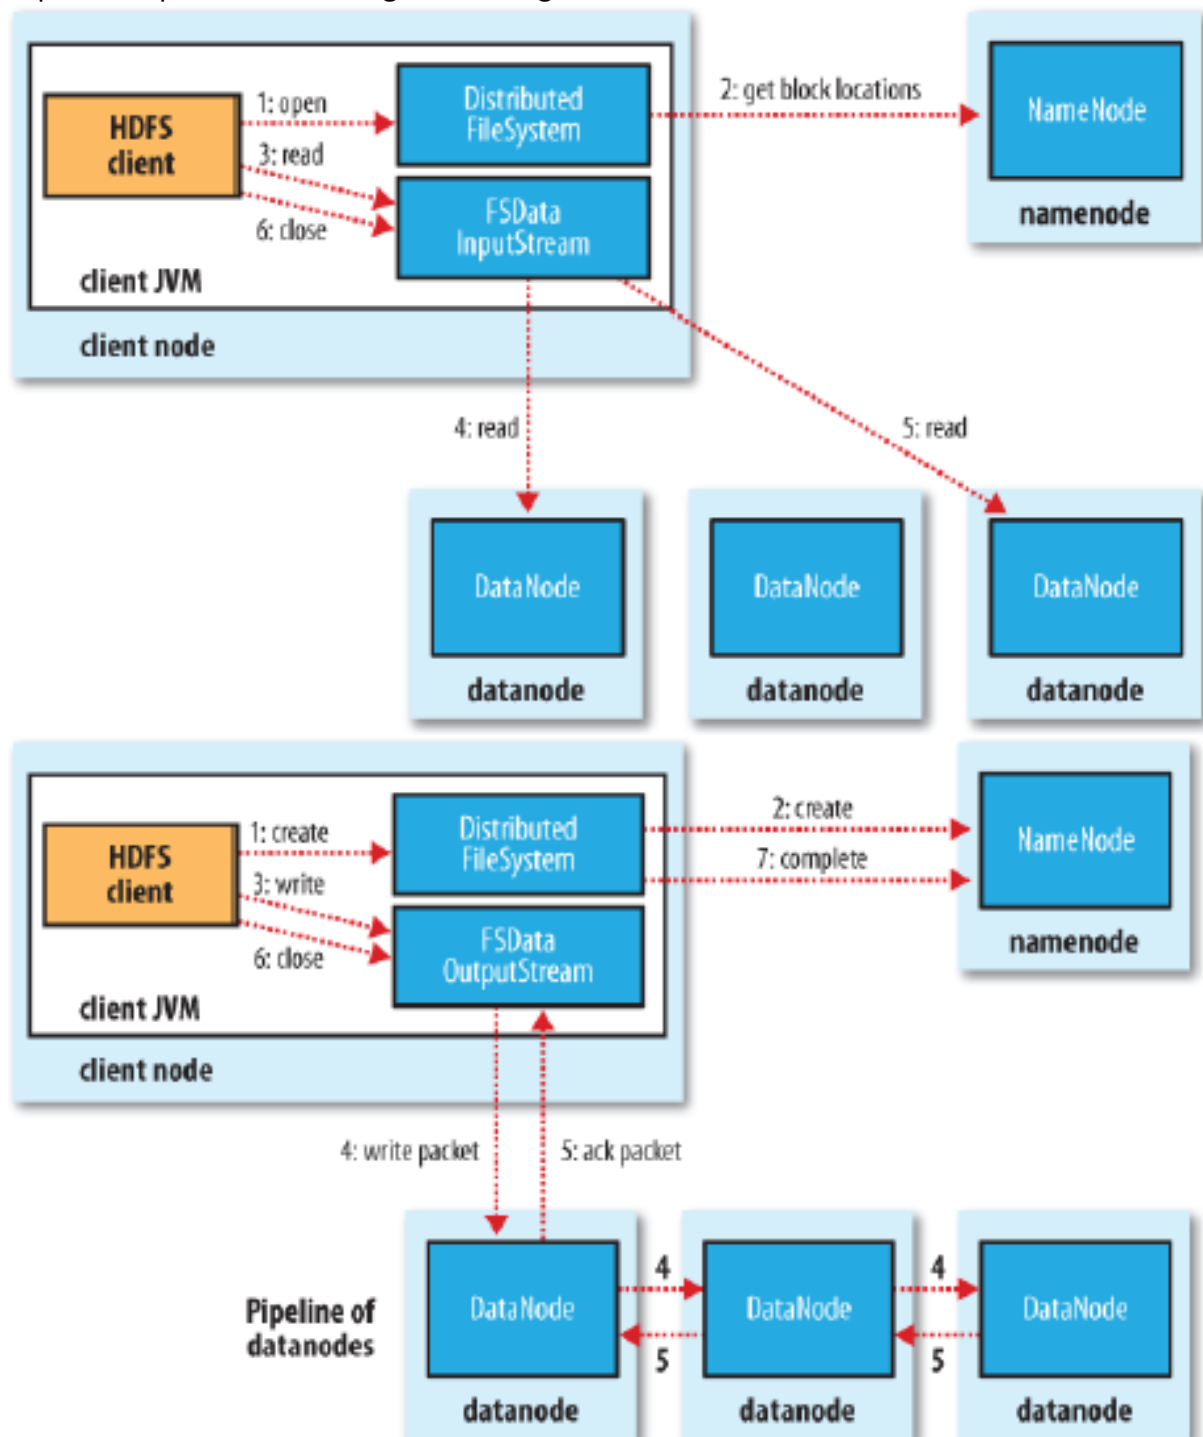 1: open
Distributed
FileSystem
2: get block locations
NameNode
HDFS
client
3: read
6: close
FSData
InputStream
namenode
client JVM
client node
4: read
5: read
DataNode
DataNode
DataNode
datanode
datanode
datanode
1: create
Distributed
FileSystem
2: create
7: complete
NameNode
HDFS
client
3: write
6: close
FSData
OutputStream
namenode
client JVM
client node
4: write packet
5: ack packet
4
4
Pipeline of
datanodes
DataNode
DataNode
DataNode
5
5
datanode
datanode
datanode